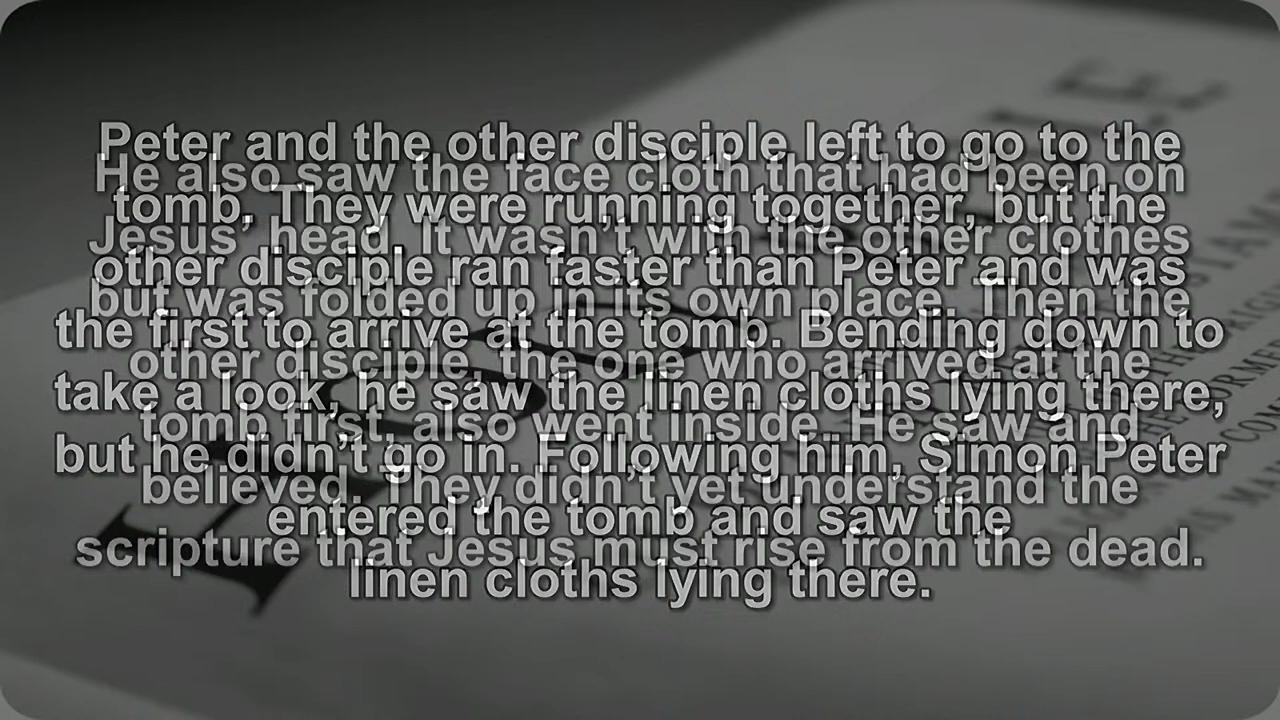 Peter and the other disciple left to go to the
tomb. They were running together, but the
other disciple ran faster than Peter and was
the first to arrive at the tomb. Bending down to
take a look, he saw the linen cloths lying there,
but he didn’t go in. Following him, Simon Peter
entered the tomb and saw the
linen cloths lying there.
He also saw the face cloth that had been on
Jesus’ head. It wasn’t with the other clothes
but was folded up in its own place. Then the
other disciple, the one who arrived at the
tomb first, also went inside. He saw and
believed. They didn’t yet understand the
scripture that Jesus must rise from the dead.